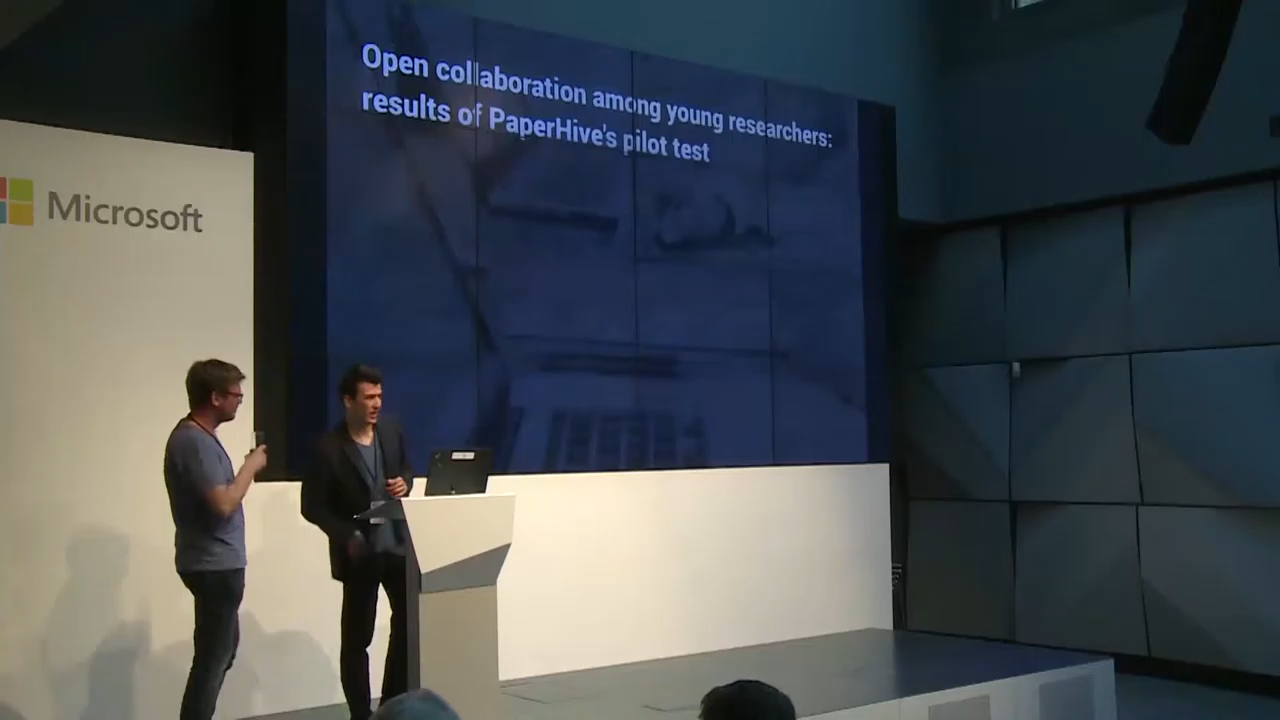 Open collaboration among young researchers:
results of PaperHive's pilot test
Microsoft